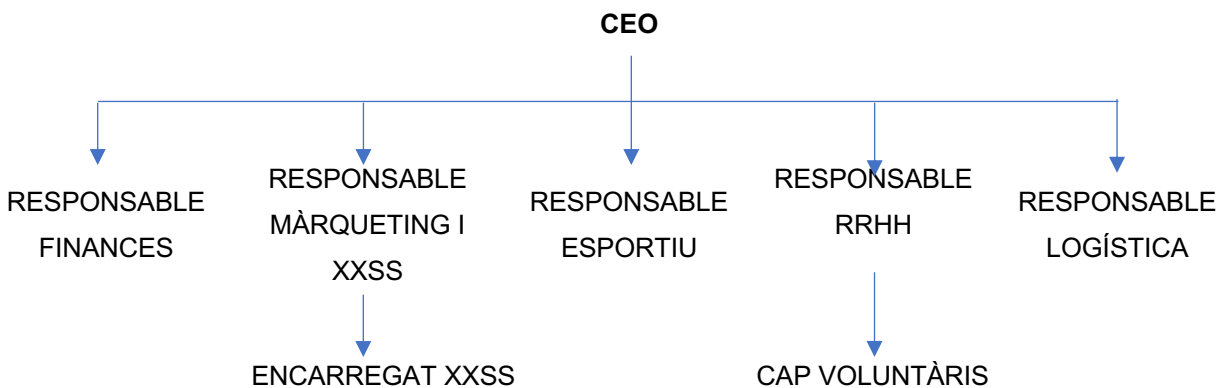 CEO
RESPONSABLE
FINANCES
RESPONSABLE
MÀRQUETING I
XXSS
RESPONSABLE
ESPORTIU
RESPONSABLE
RRHH
RESPONSABLE
LOGÍSTICA
ENCARREGAT XXSS
CAP VOLUNTÀRIS